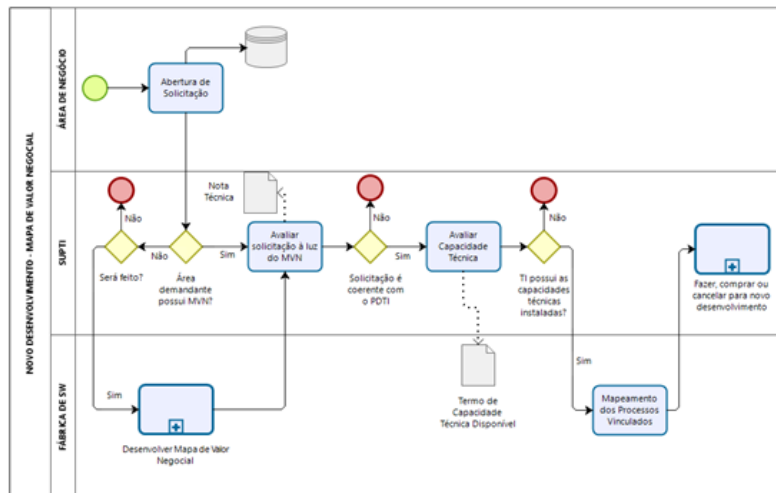 NOVO DESENVOLVIMENTO - MAPA DE VALOR NEGOCIAL
ÁREA DE NEGÓCIO
Abertura de
Solicitação
SUPTI
Não
Será feito?
Não
Área
demandante
possui MVN?
Sim
Nota
Técnica
Avaliar
solicitação à luz
do MVN
Não
Solicitação é
coerente com
o PDTI
Sim
Avaliar
Capacidade
Técnica
Não
TI possui as
capacidades
técnicas
instaladas?
Fazer, comprar ou
cancelar para novo
desenvolvimento
FÁBRICA DE SW
Sim
Desenvolver Mapa de Valor
Negocial
Termo de
Capacidade
Técnica Disponível
Sim
Mapeamento
dos Processos
Vinculados